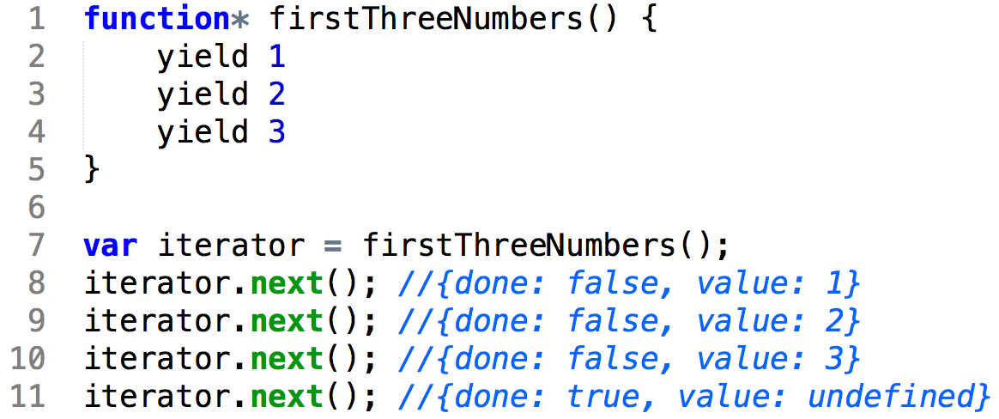 1 function* firstThreeNumbers() {
2     yield 1
3     yield 2
4     yield 3
5 }
6
7 var iterator = firstThreeNumbers();
8 iterator.next(); //{done: false, value: 1}
9 iterator.next(); //{done: false, value: 2}
10 iterator.next(); //{done: false, value: 3}
11 iterator.next(); //{done: true, value: undefined}